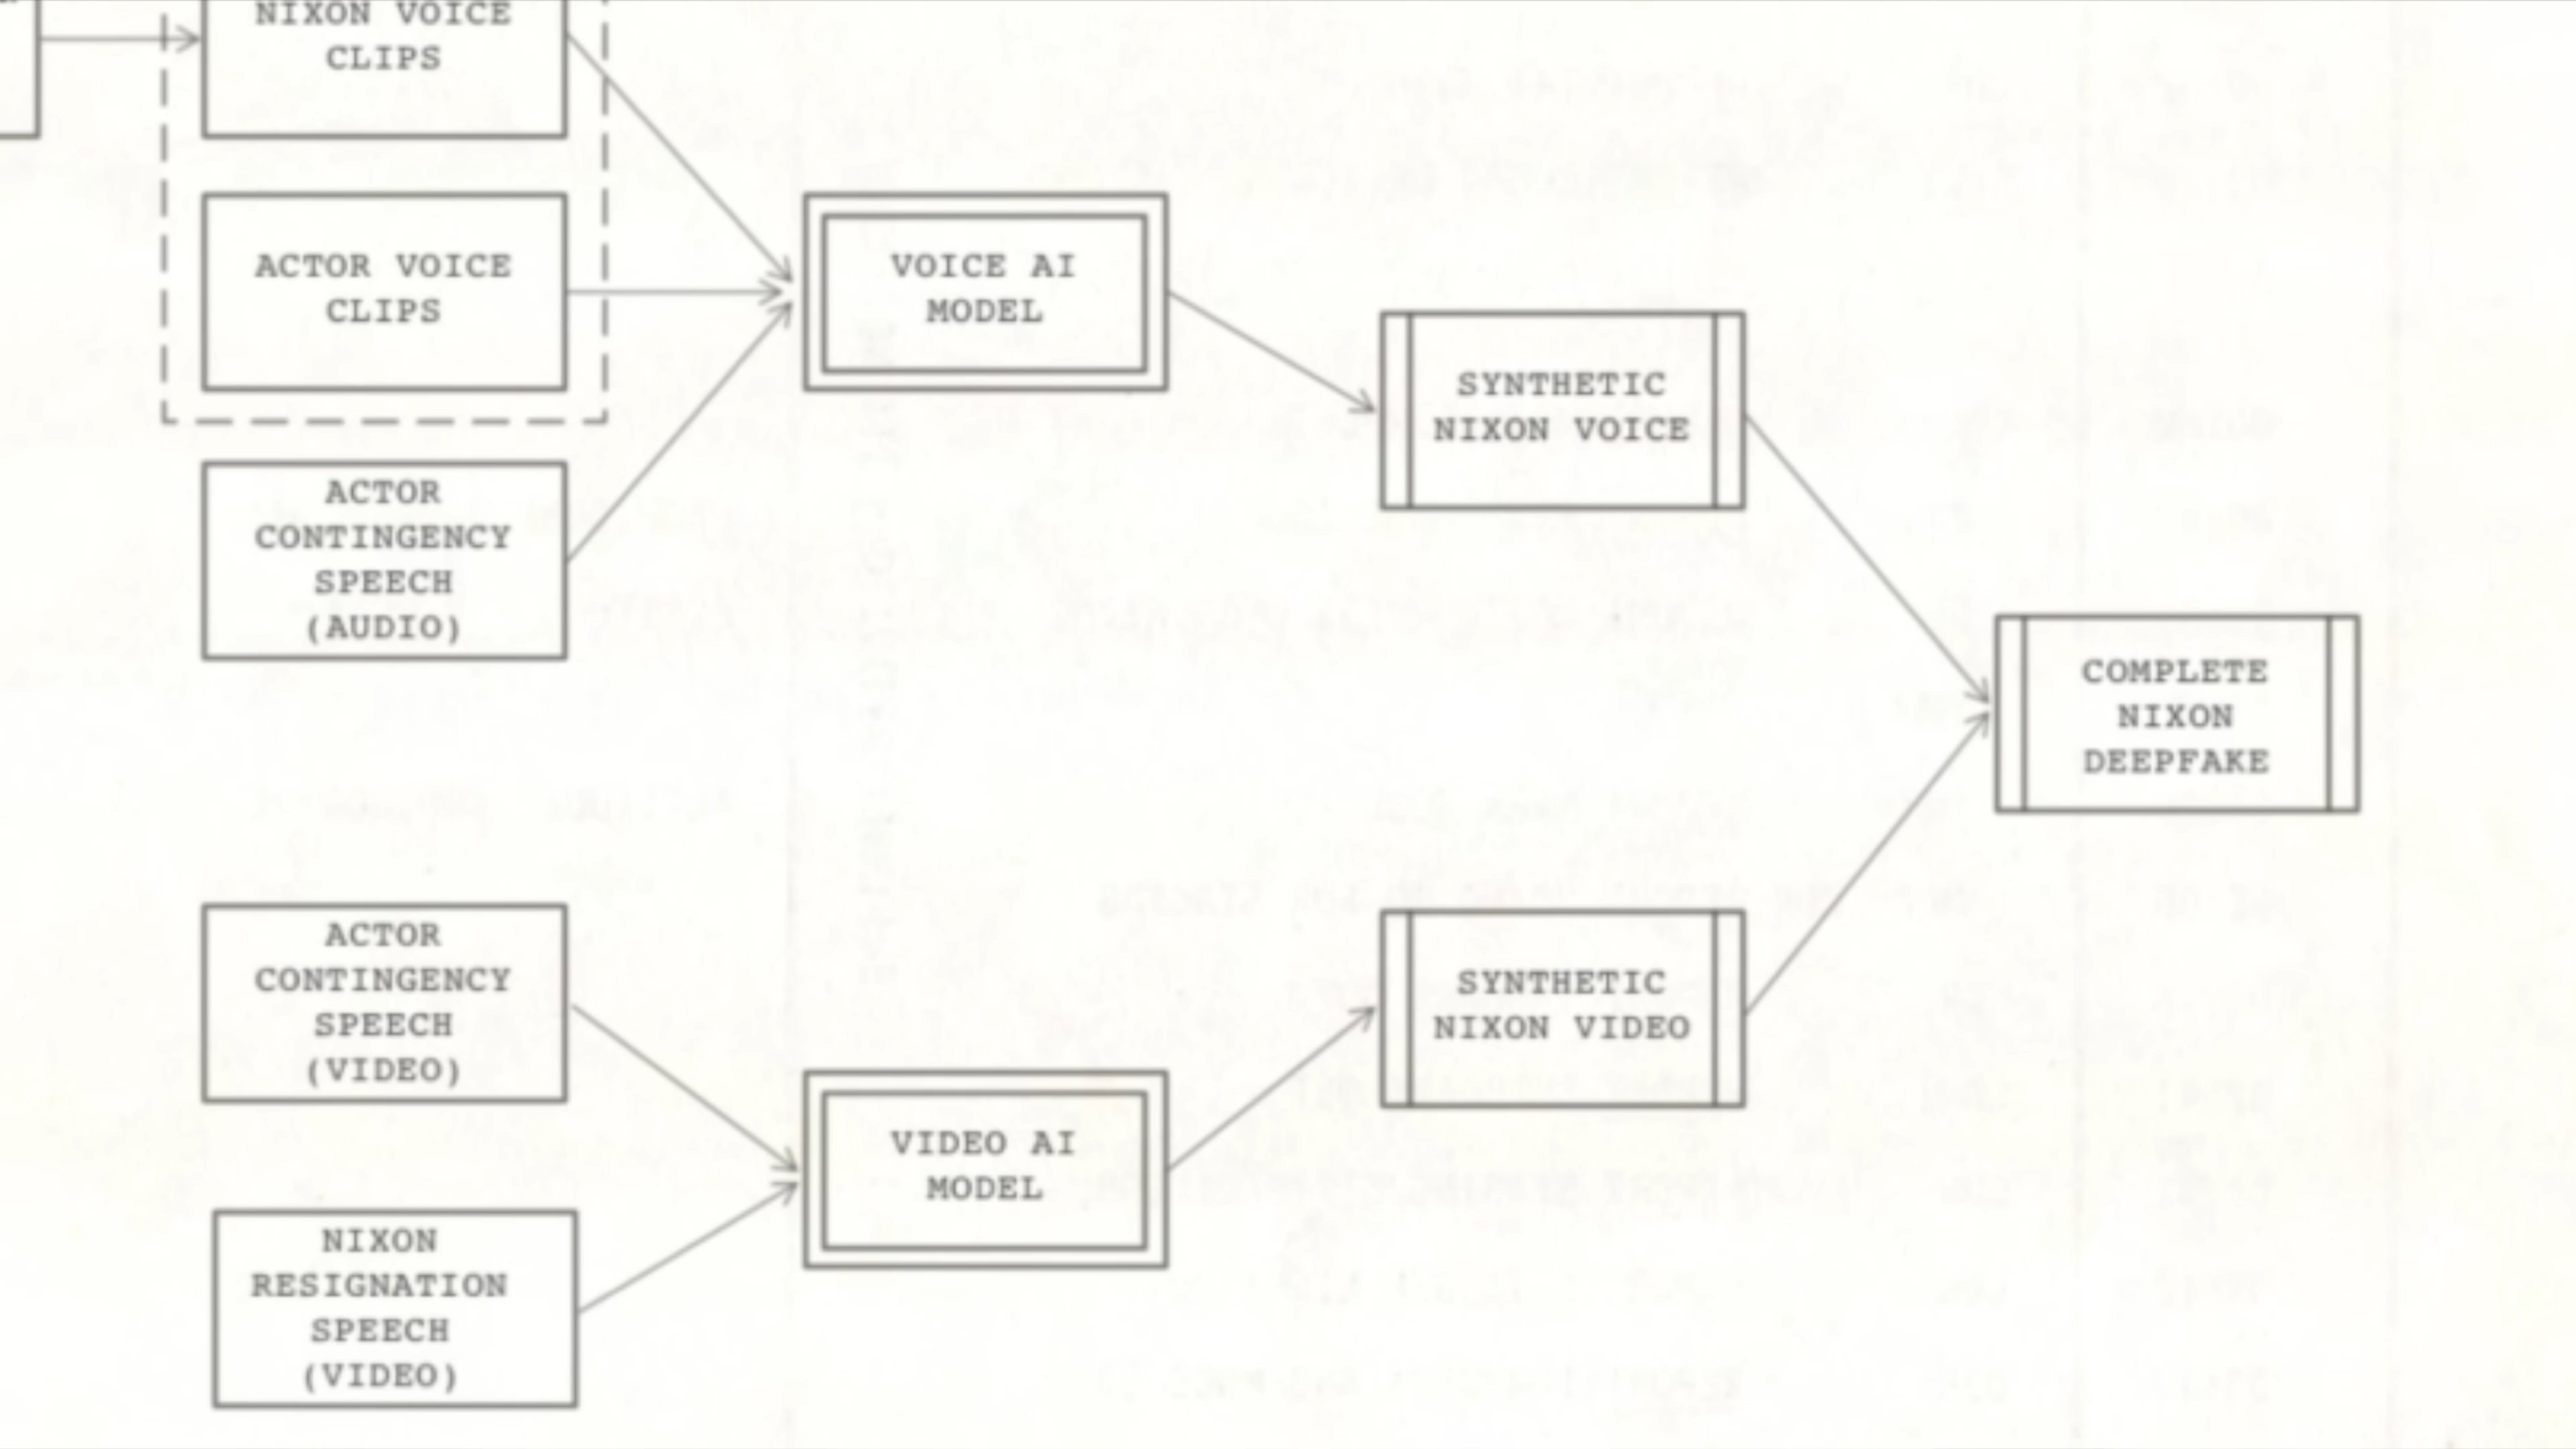 NIXON VOICE
CLIPS
ACTOR VOICE
CLIPS
ACTOR
CONTINGENCY
SPEECH
(AUDIO)
VOICE AI
MODEL
SYNTHETIC
NIXON VOICE
COMPLETE
NIXON
DEEPFAKE
ACTOR
CONTINGENCY
SPEECH
(VIDEO)
NIXON
RESIGNATION
SPEECH
(VIDEO)
VIDEO AI
MODEL
SYNTHETIC
NIXON VIDEO